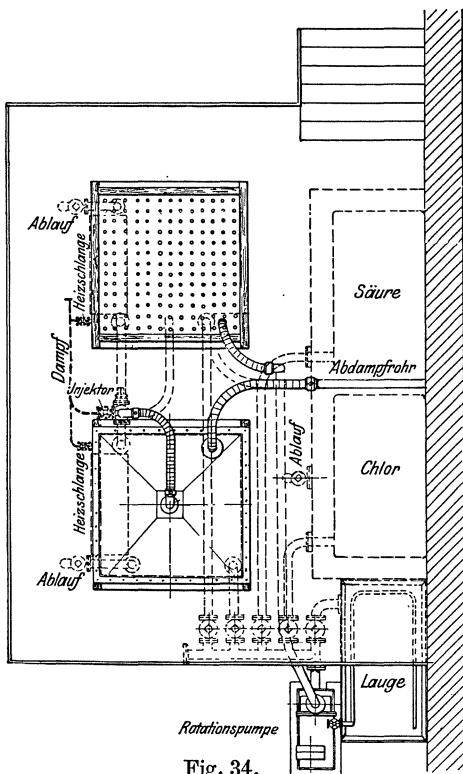 Ablauf
Heizschlange
Säure
Dampf
Abdampfrohr
Injektor
Ablauf
Chlor
Heizschlange
Ablauf
Lauge
Rotationspumpe
Fig. 34.